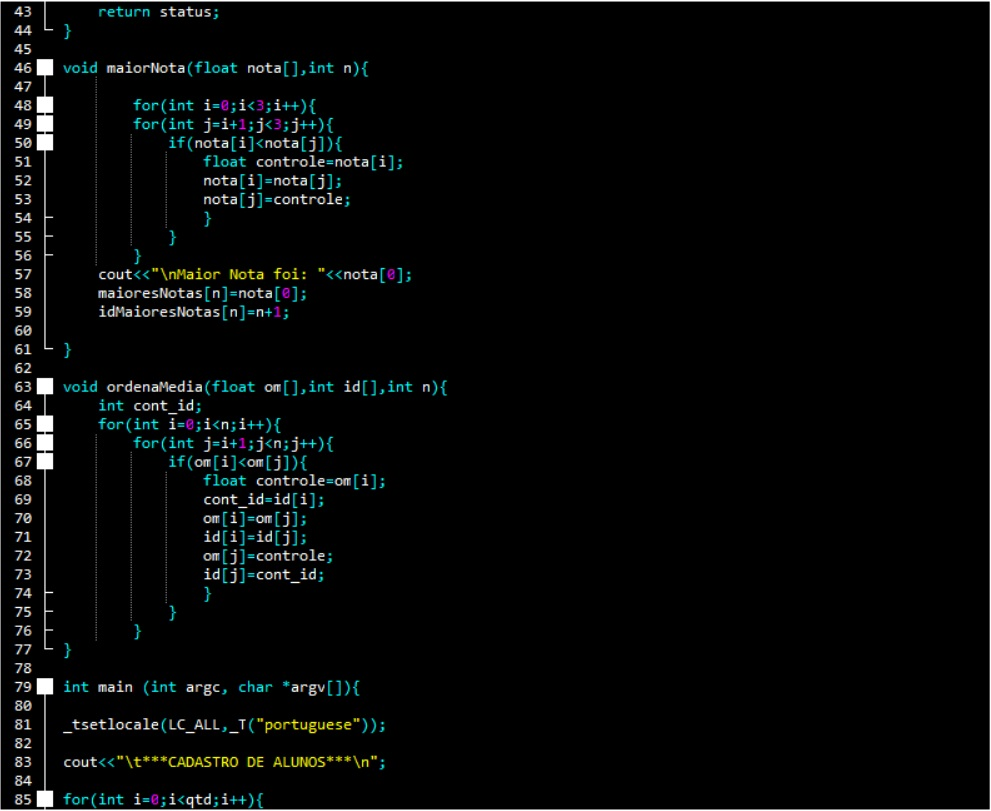 43 return status;
44 }
45
46 void maiorNota(float nota[],int n){
47
48 for(int i=0;i<3;i++){
49 for(int j=i+1;j<3;j++){
50 if(nota[i]<nota[j]){
51 float controle=nota[i];
52 nota[i]=nota[j];
53 nota[j]=controle;
54 }
55 }
56 }
57 cout<<"\nMaior Nota foi: "<<nota[0];
58 maioresNotas[n]=nota[0];
59 idMaioresNotas[n]=n+1;
60
61 }
62
63 void ordenaMedia(float om[],int id[],int n){
64 int cont_id;
65 for(int i=0;i<n;i++){
66 for(int j=i+1;j<n;j++){
67 if(om[i]<om[j]){
68 float controle=om[i];
69 cont_id=id[i];
70 om[i]=om[j];
71 id[i]=id[j];
72 om[j]=controle;
73 id[j]=cont_id;
74 }
75 }
76 }
77 }
78
79 int main (int argc, char *argv[]){
80
81 _tsetlocale(LC_ALL,_T("portuguese"));
82
83 cout<<"\t***CADASTRO DE ALUNOS***\n";
84
85 for(int i=0;i<qtd;i++){